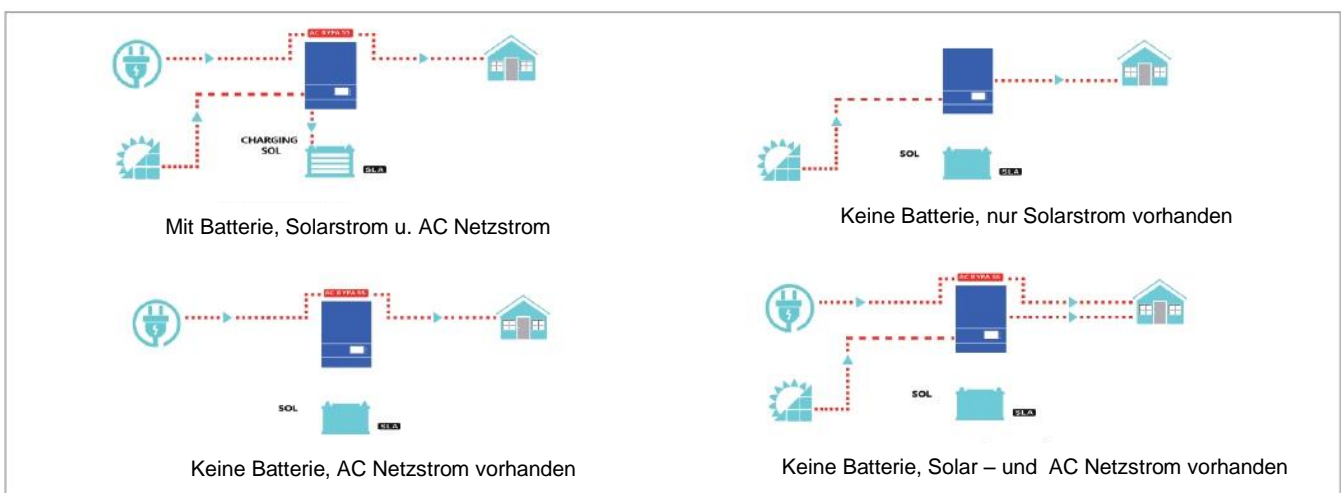 AC BYPASS
CHARGING
SOL
SLA
Mit Batterie, Solarstrom u. AC Netzstrom
SOL
SLA
Keine Batterie, nur Solarstrom vorhanden
AC BYPASS
SOL
SLA
Keine Batterie, AC Netzstrom vorhanden
AC BYPASS
SOL
SLA
Keine Batterie, Solar – und  AC Netzstrom vorhanden